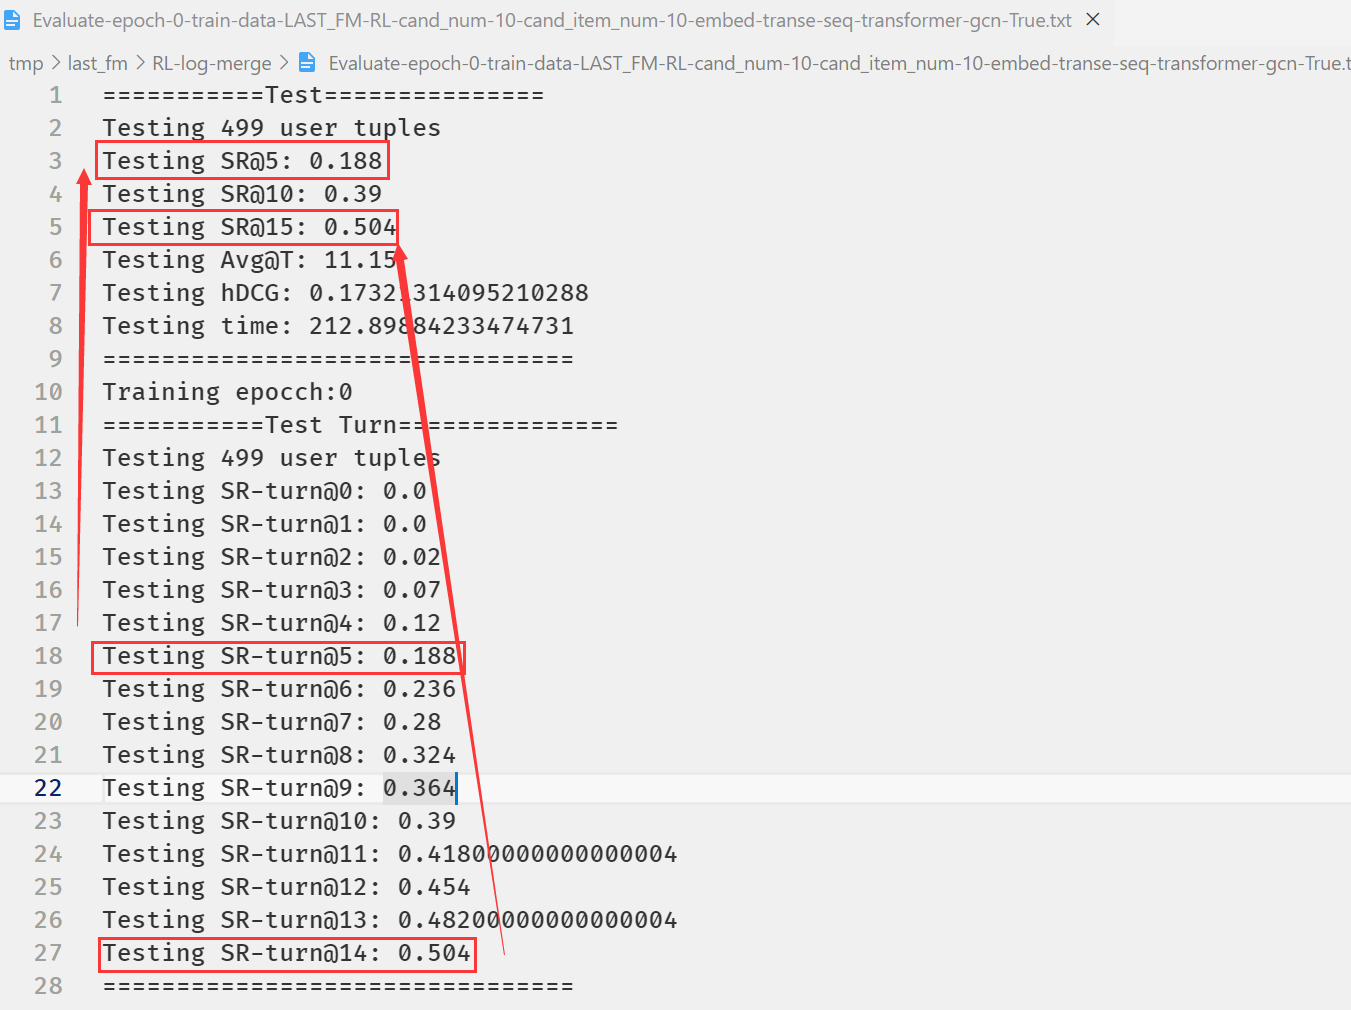 Evaluate-epoch-0-train-data-LAST_FM-RL-cand_num-10-cand_item_num-10-embed-transe-seq-transformer-gcn-True.txt
tmp > last_fm > RL-log-merge > Evaluate-epoch-0-train-data-LAST_FM-RL-cand_num-10-cand_item_num-10-embed-transe-seq-transformer-gcn-True.t
1 ===========Test===============
2 Testing 499 user tuples
3 Testing SR@5: 0.188
4 Testing SR@10: 0.39
5 Testing SR@15: 0.504
6 Testing Avg@T: 11.15
7 Testing hDCG: 0.17321314095210288
8 Testing time: 212.89884233474731
9 ================================
10 Training epocch:0
11 ===========Test Turn===============
12 Testing 499 user tuples
13 Testing SR-turn@0: 0.0
14 Testing SR-turn@1: 0.0
15 Testing SR-turn@2: 0.02
16 Testing SR-turn@3: 0.07
17 Testing SR-turn@4: 0.12
18 Testing SR-turn@5: 0.188
19 Testing SR-turn@6: 0.236
20 Testing SR-turn@7: 0.28
21 Testing SR-turn@8: 0.324
22 Testing SR-turn@9: 0.364
23 Testing SR-turn@10: 0.39
24 Testing SR-turn@11: 0.41800000000000004
25 Testing SR-turn@12: 0.454
26 Testing SR-turn@13: 0.48200000000000004
27 Testing SR-turn@14: 0.504
28 ================================